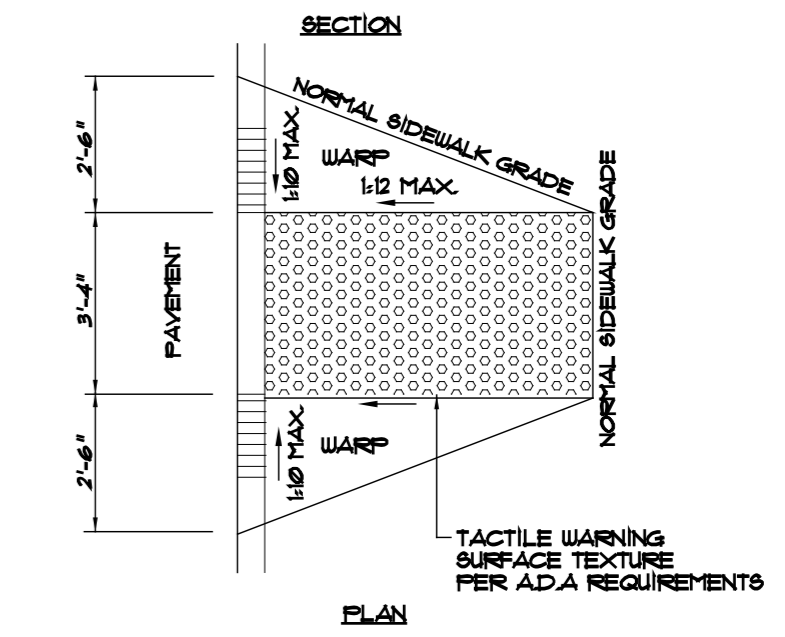 SECTION
NORMAL SIDEWALK GRADE
2'-6"
1:10 MAX.
WARP
1:12 MAX.
NORMAL SIDEWALK GRADE
3'-4"
PAVEMENT
2'-6"
1:10 MAX.
WARP
TACTILE WARNING
SURFACE TEXTURE
PER A.D.A REQUIREMENTS
PLAN